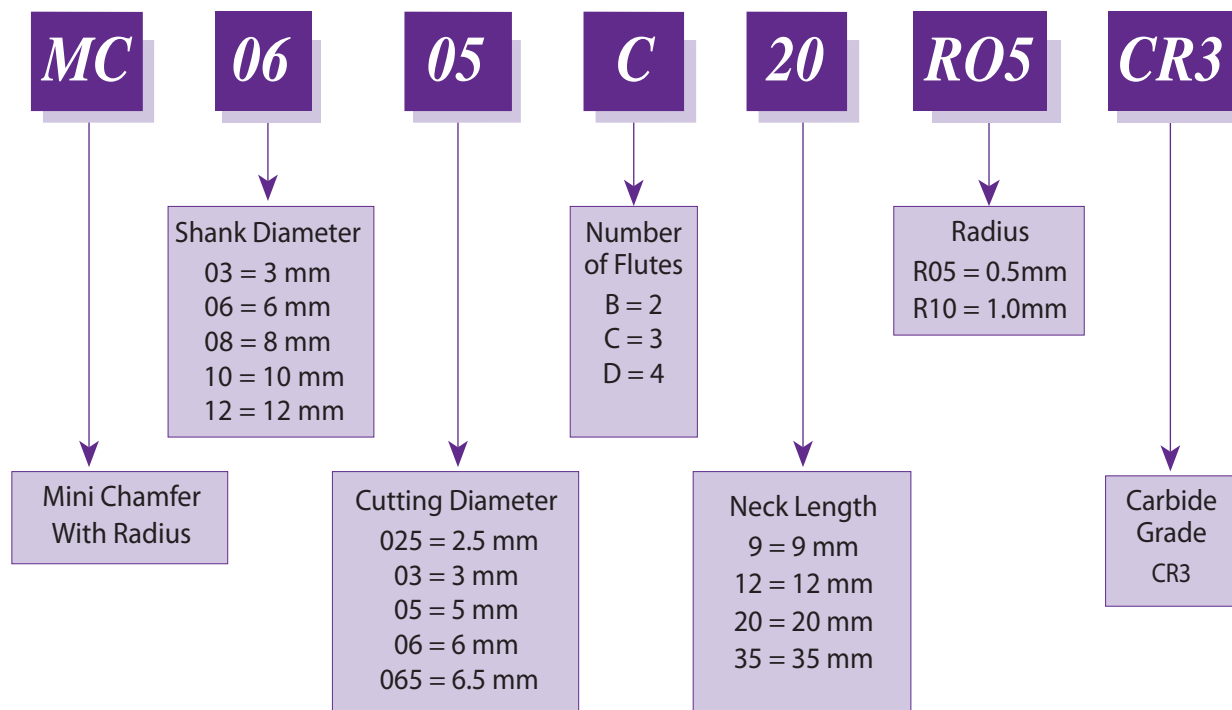 MC 06 05 C 20 RO5 CR3
Mini Chamfer
With Radius
Shank Diameter
03 = 3 mm
06 = 6 mm
08 = 8 mm
10 = 10 mm
12 = 12 mm
Cutting Diameter
025 = 2.5 mm
03 = 3 mm
05 = 5 mm
06 = 6 mm
065 = 6.5 mm
Number
of Flutes
B = 2
C = 3
D = 4
Neck Length
9 = 9 mm
12 = 12 mm
20 = 20 mm
35 = 35 mm
Radius
R05 = 0.5mm
R10 = 1.0mm
Carbide
Grade
CR3